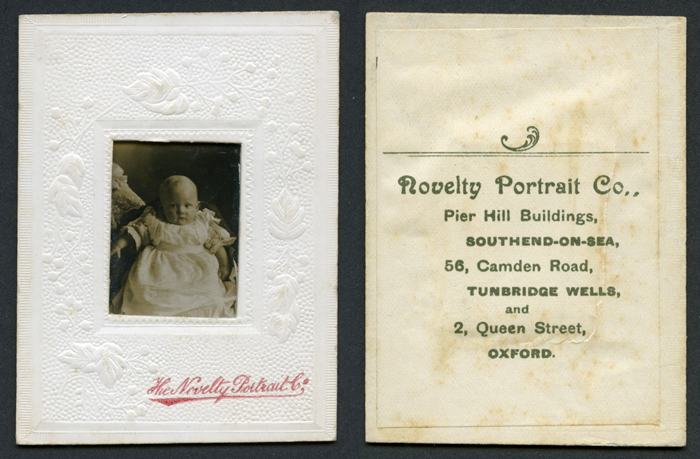 The Novelty Portrait Co.
Novelty Portrait Co.,
Pier Hill Buildings,
SOUTHEND-ON-SEA,
56, Camden Road,
TUNBRIDGE WELLS,
and
2, Queen Street,
OXFORD.